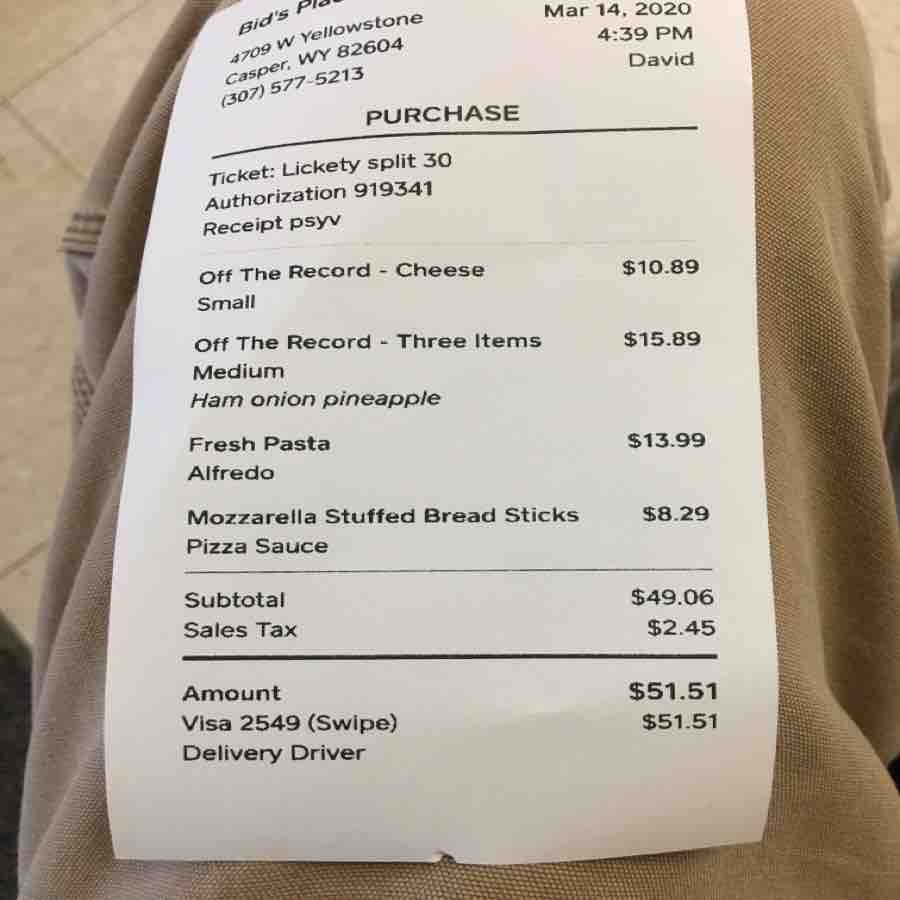 Bid's
4709 W Yellowstone
Casper, WY 82604
(307) 577-5213
Mar 14, 2020
4:39 PM
David
PURCHASE
Ticket: Lickety split 30
Authorization 919341
Receipt psyv
Off The Record - Cheese $10.89
Small
Off The Record - Three Items $15.89
Medium
Ham onion pineapple
Fresh Pasta $13.99
Alfredo
Mozzarella Stuffed Bread Sticks $8.29
Pizza Sauce
Subtotal $49.06
Sales Tax $2.45
Amount $51.51
Visa 2549 (Swipe) $51.51
Delivery Driver